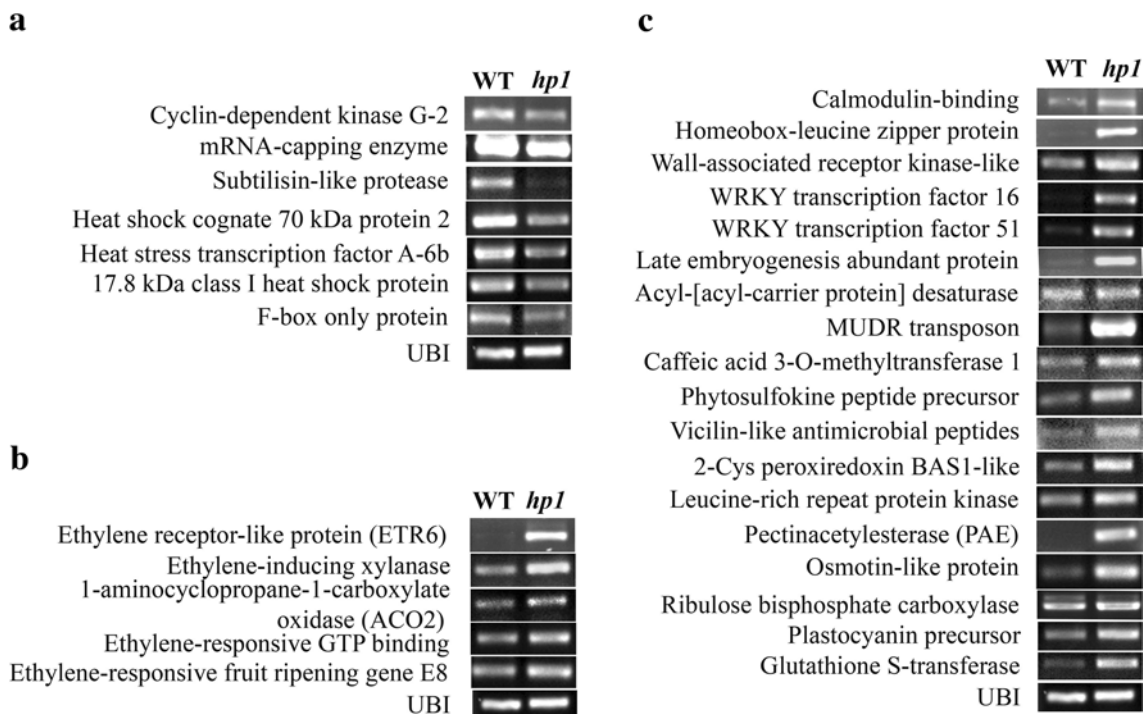 a
WT hp1
Cyclin-dependent kinase G-2
mRNA-capping enzyme
Subtilisin-like protease
Heat shock cognate 70 kDa protein 2
Heat stress transcription factor A-6b
17.8 kDa class I heat shock protein
F-box only protein
UBI
b
WT hp1
Ethylene receptor-like protein (ETR6)
Ethylene-inducing xylanase
1-aminocyclopropane-1-carboxylate
oxidase (ACO2)
Ethylene-responsive GTP binding
Ethylene-responsive fruit ripening gene E8
UBI
c
WT hp1
Calmodulin-binding
Homeobox-leucine zipper protein
Wall-associated receptor kinase-like
WRKY transcription factor 16
WRKY transcription factor 51
Late embryogenesis abundant protein
Acyl-[acyl-carrier protein] desaturase
MUDR transposon
Caffeic acid 3-O-methyltransferase 1
Phytosulfokine peptide precursor
Vicilin-like antimicrobial peptides
2-Cys peroxiredoxin BAS1-like
Leucine-rich repeat protein kinase
Pectinacetylesterase (PAE)
Osmotin-like protein
Ribulose bisphosphate carboxylase
Plastocyanin precursor
Glutathione S-transferase
UBI